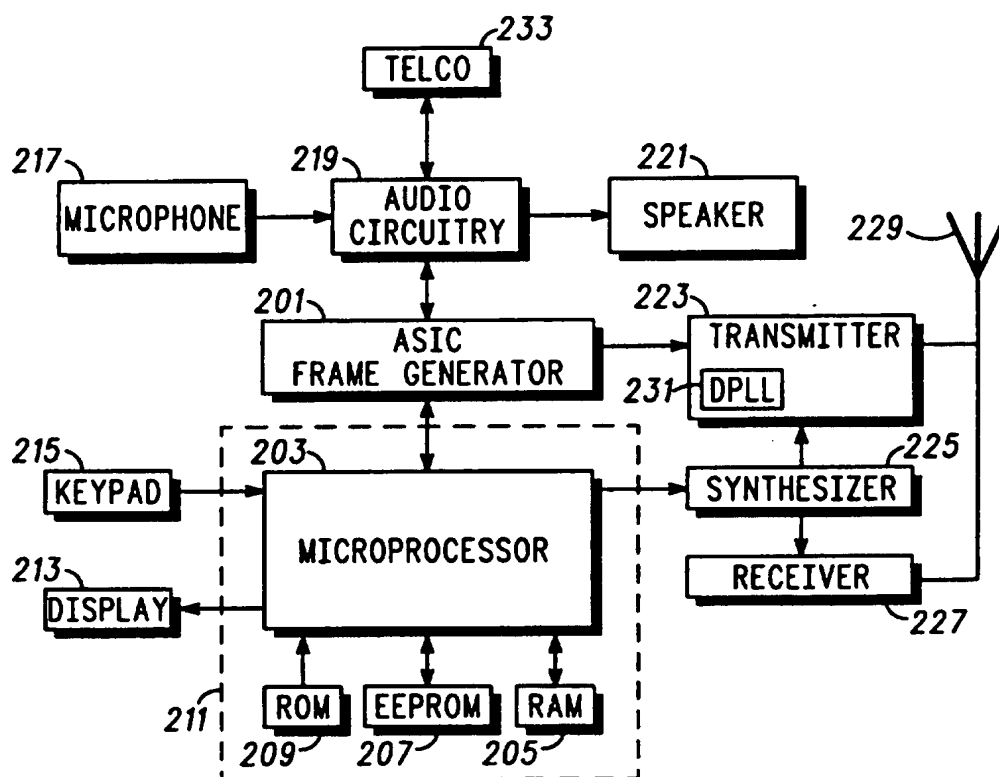 233
TELCO
217
219
221
MICROPHONE
AUDIO
CIRCUITRY
SPEAKER
229
201
223
ASIC
FRAME GENERATOR
TRANSMITTER
231
DPLL
215
203
225
KEYPAD
SYNTHESIZER
MICROPROCESSOR
213
RECEIVER
DISPLAY
227
211
ROM
EEPROM
RAM
209
207
205